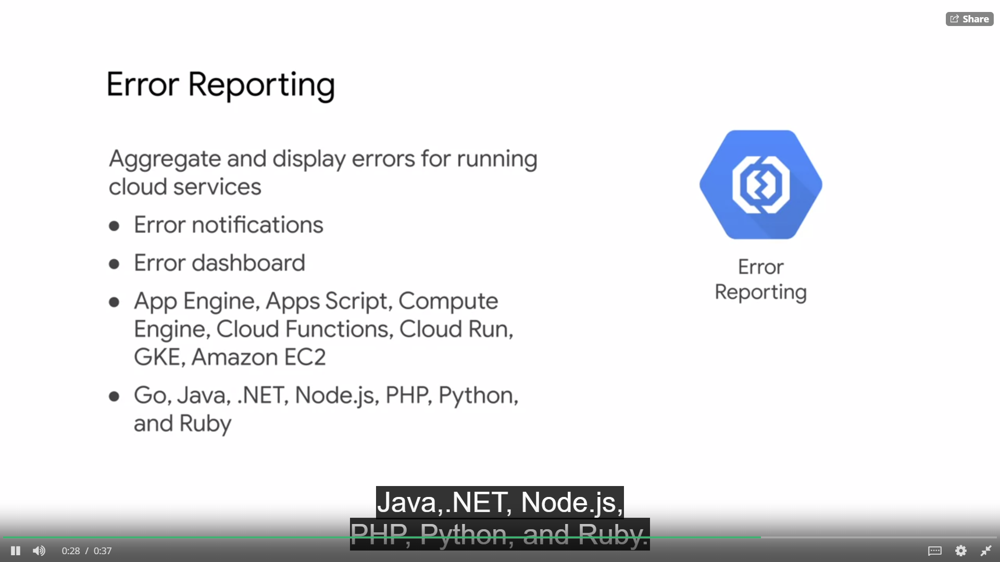 Share
Error Reporting
Aggregate and display errors for running
cloud services
● Error notifications
● Error dashboard
● App Engine, Apps Script, Compute
Engine, Cloud Functions, Cloud Run,
GKE, Amazon EC2
● Go, Java, .NET, Node.js, PHP, Python,
and Ruby
Error
Reporting
Java,.NET, Node.js,
PHP, Python, and Ruby.
0:28 / 0:37